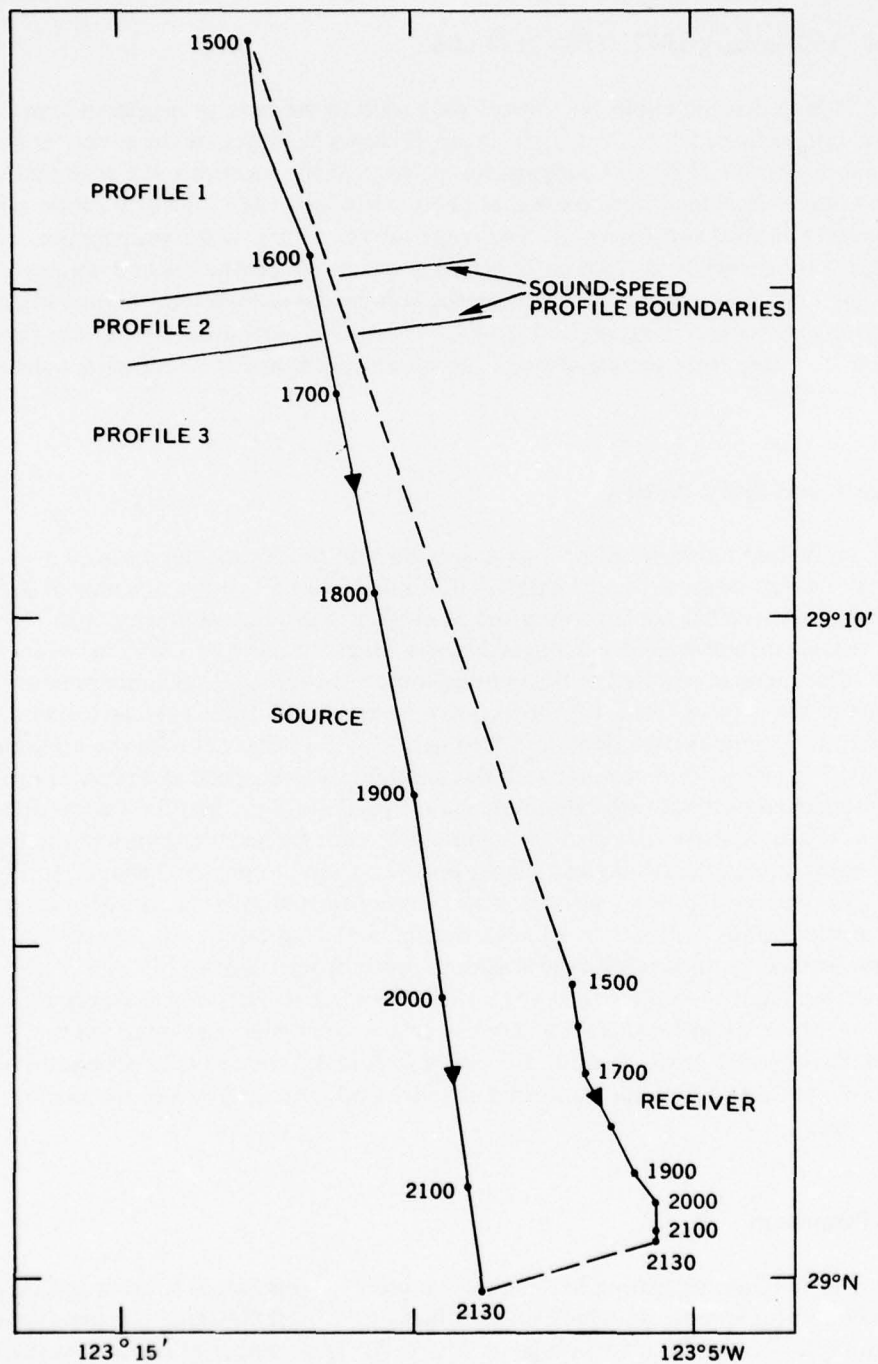 1500
PROFILE 1
1600
SOUND-SPEED
PROFILE BOUNDARIES
PROFILE 2
1700
PROFILE 3
1800
29°10'
SOURCE
1900
1500
2000
1700
RECEIVER
1900
2100
2000
2100
2130
29°N
2130
123°15'
123°5'W